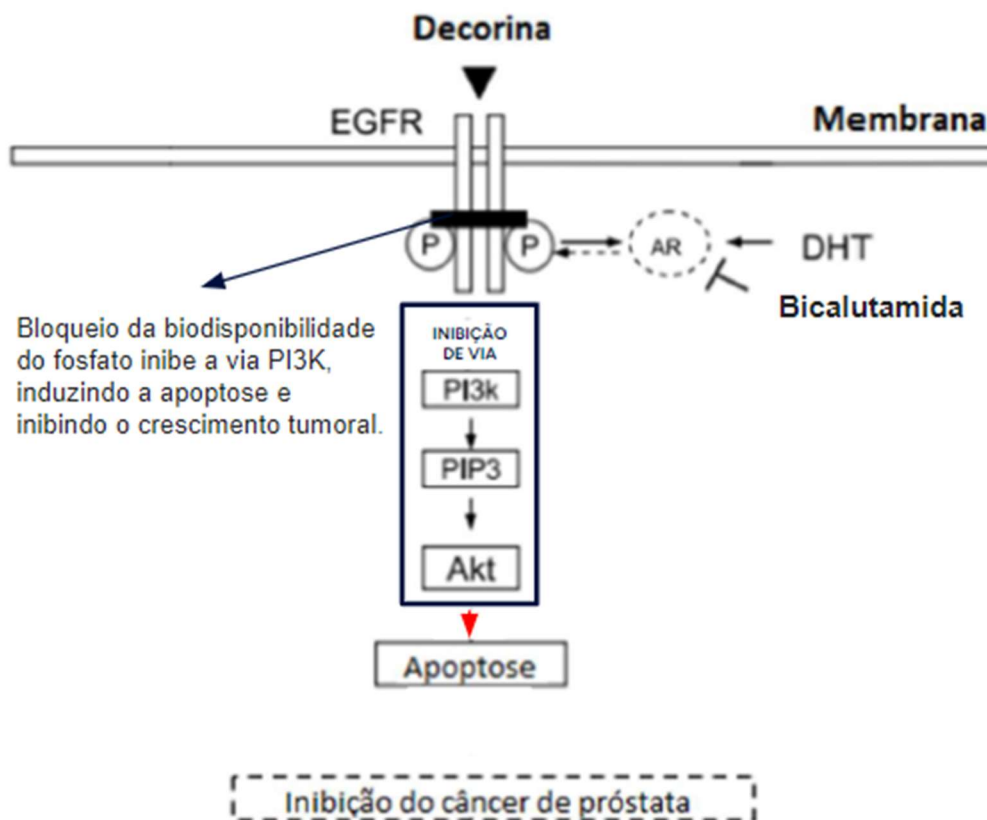 Decorina
EGFR
Membrana
P
P
AR
DHT
Bicalutamida
Bloqueio da biodisponibilidade
do fosfato inibe a via PI3K,
induzindo a apoptose e
inibindo o crescimento tumoral.
INIBIÇÃO
DE VIA
PI3k
PIP3
Akt
Apoptose
Inibição do câncer de próstata